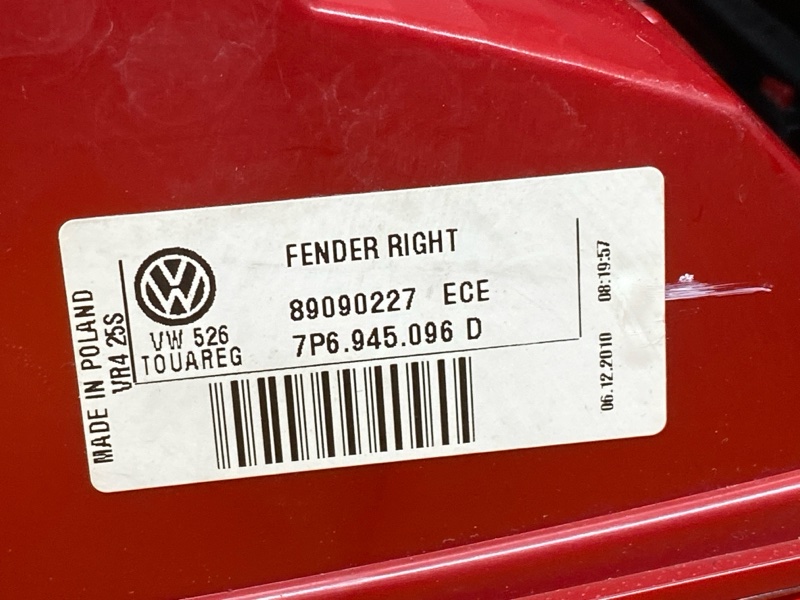 MADE IN POLAND
VR4 25S
VW 526
TOUAREG
FENDER RIGHT
89090227 ECE
7P6.945.096 D
06.12.2010 08:19:57